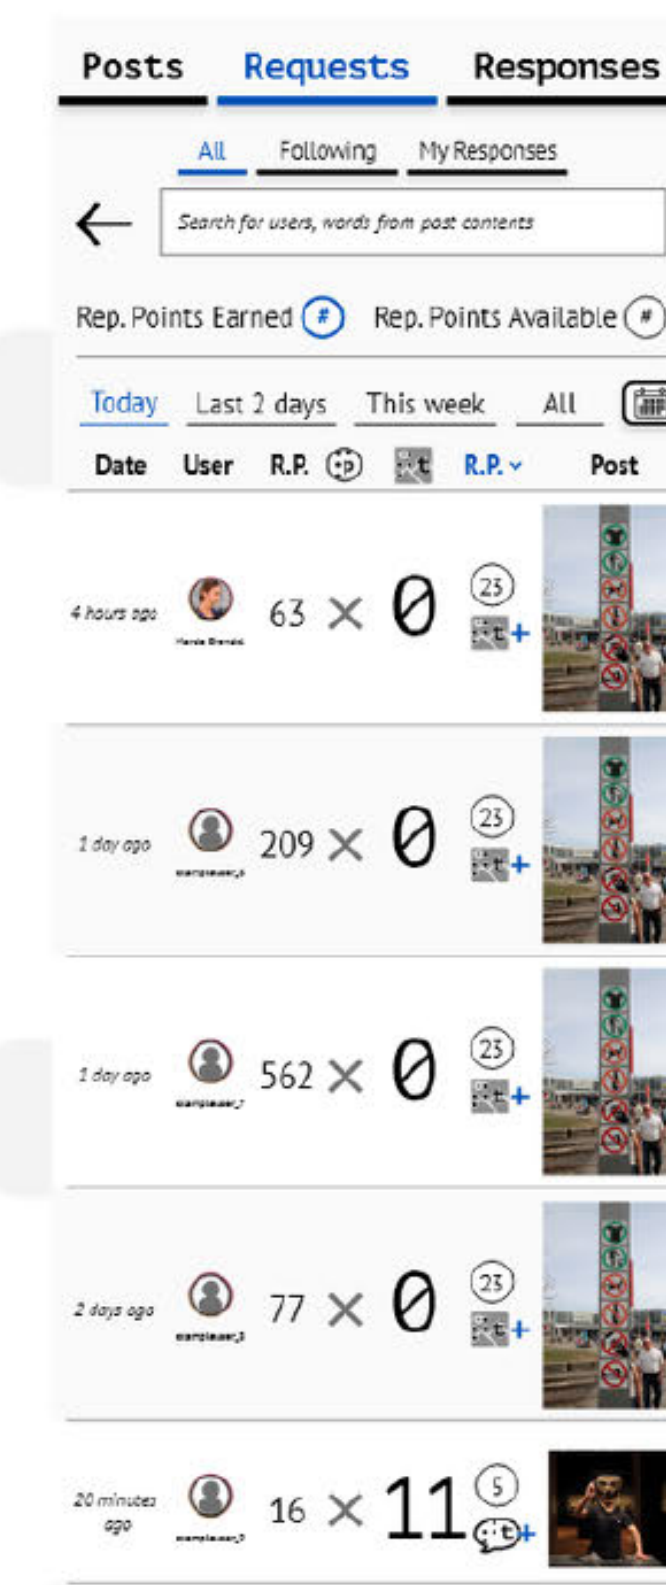 Posts Requests Responses
All Following My Responses
Search for users, words from post contents
Rep. Points Earned # Rep. Points Available #
Today Last 2 days This week All
Date User R.P. :p t R.P. Post
4 hours ago 63 × 0 23 t +
1 day ago 209 × 0 23 t +
1 day ago 562 × 0 23 t +
2 days ago 77 × 0 23 t +
20 minutes ago 16 × 11 5 t +